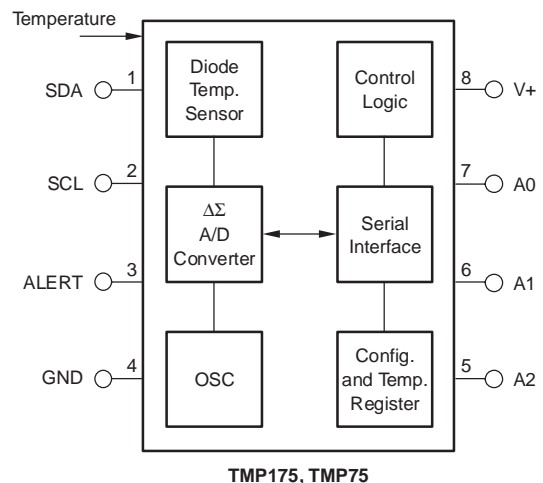 Temperature
SDA
1
Diode
Temp.
Sensor
Control
Logic
8
V+
SCL
2
ΔΣ
A/D
Converter
Serial
Interface
7
A0
ALERT
3
6
A1
GND
4
OSC
Config.
and Temp.
Register
5
A2
TMP175, TMP75